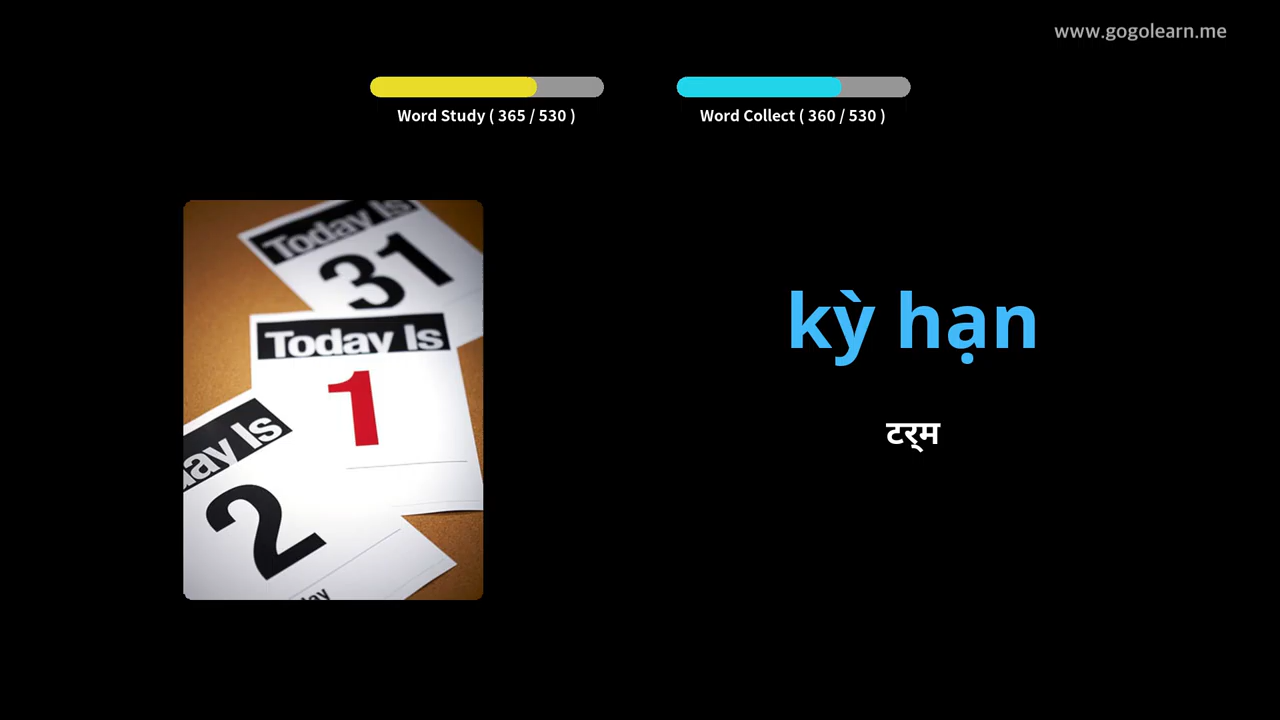 www.gogolearn.me
Word Study ( 365 / 530 )
Word Collect ( 360 / 530 )
Today Is
31
Today Is
1
ay Is
2
day
kỳ hạn
टर्म